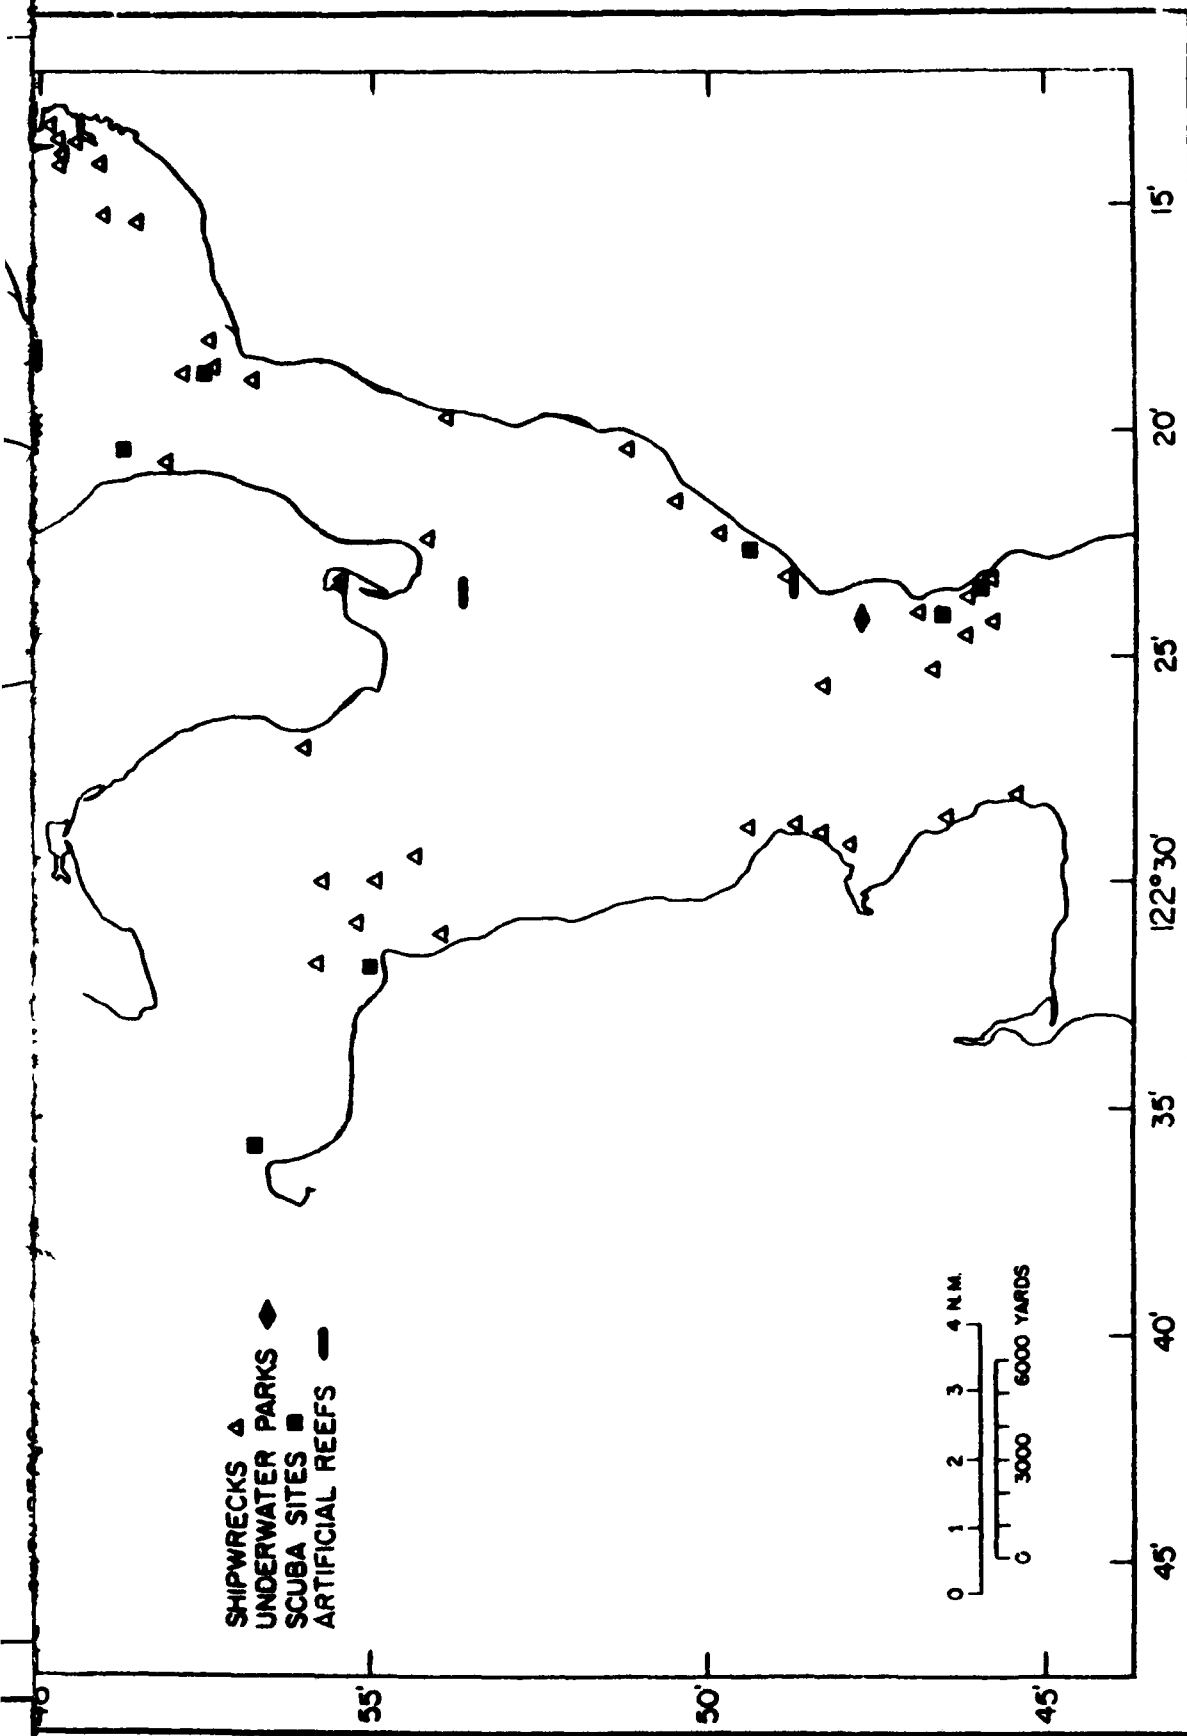 SHIPWRECKS
UNDERWATER PARKS
SCUBA SITES
ARTIFICIAL REEFS
0 1 2 3 4 N.M.
0 3000 6000 YARDS
55'
50'
45'
45'
40'
35'
122°30'
25'
20'
15'